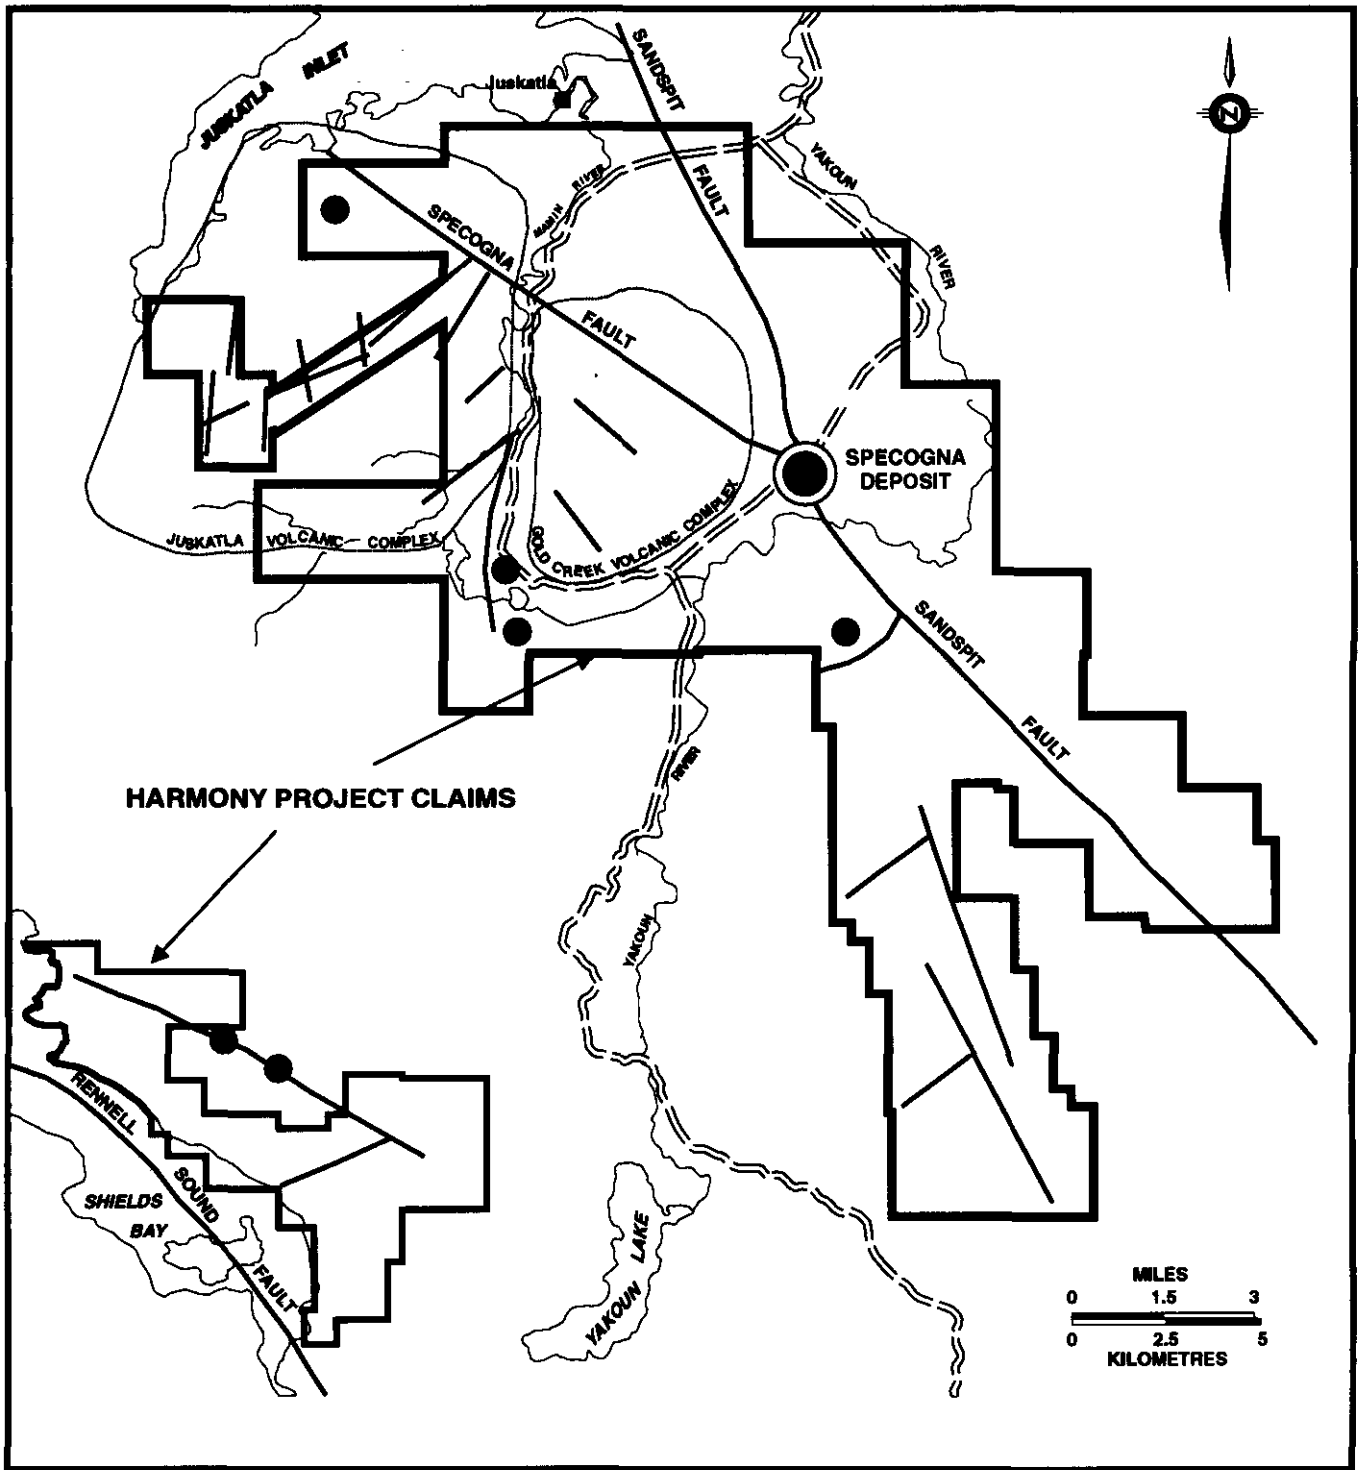 JUSKATLA INLET
Juskatla
SANDSPIT
FAULT
YAKOUN
RIVER
N
MAMIN RIVER
SPECOGNA
FAULT
SPECOGNA
DEPOSIT
GOLD CREEK VOLCANIC COMPLEX
JUSKATLA VOLCANIC COMPLEX
SANDSPIT
FAULT
HARMONY PROJECT CLAIMS
RIVER
YAKOUN
RENNELL
SOUND
FAULT
SHIELDS
BAY
YAKOUN LAKE
MILES
0 1.5 3
0 2.5 5
KILOMETRES